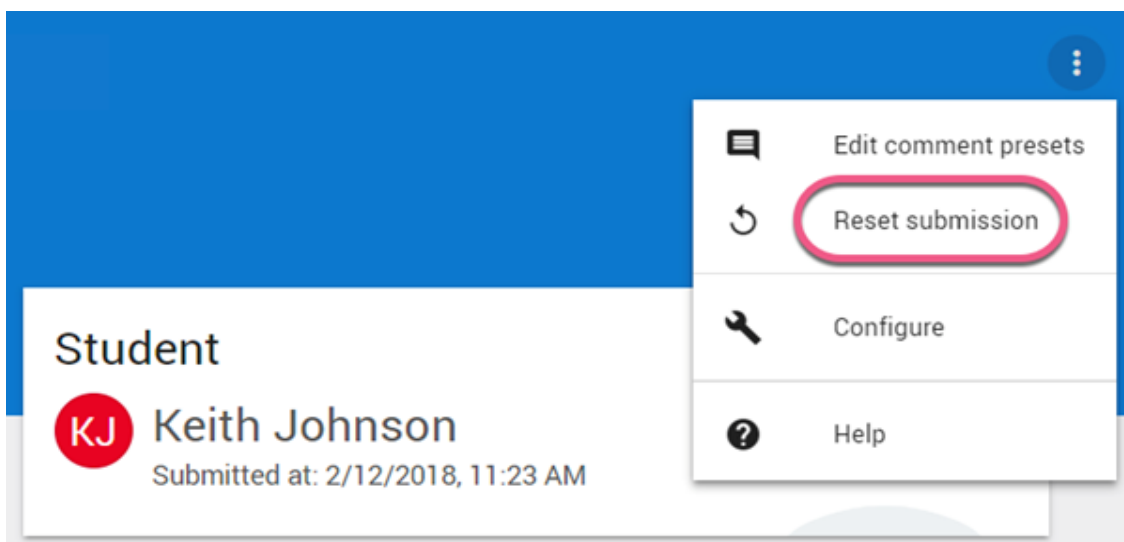 Edit comment presets
Reset submission
Configure
Help
Student
KJ
Keith Johnson
Submitted at: 2/12/2018, 11:23 AM